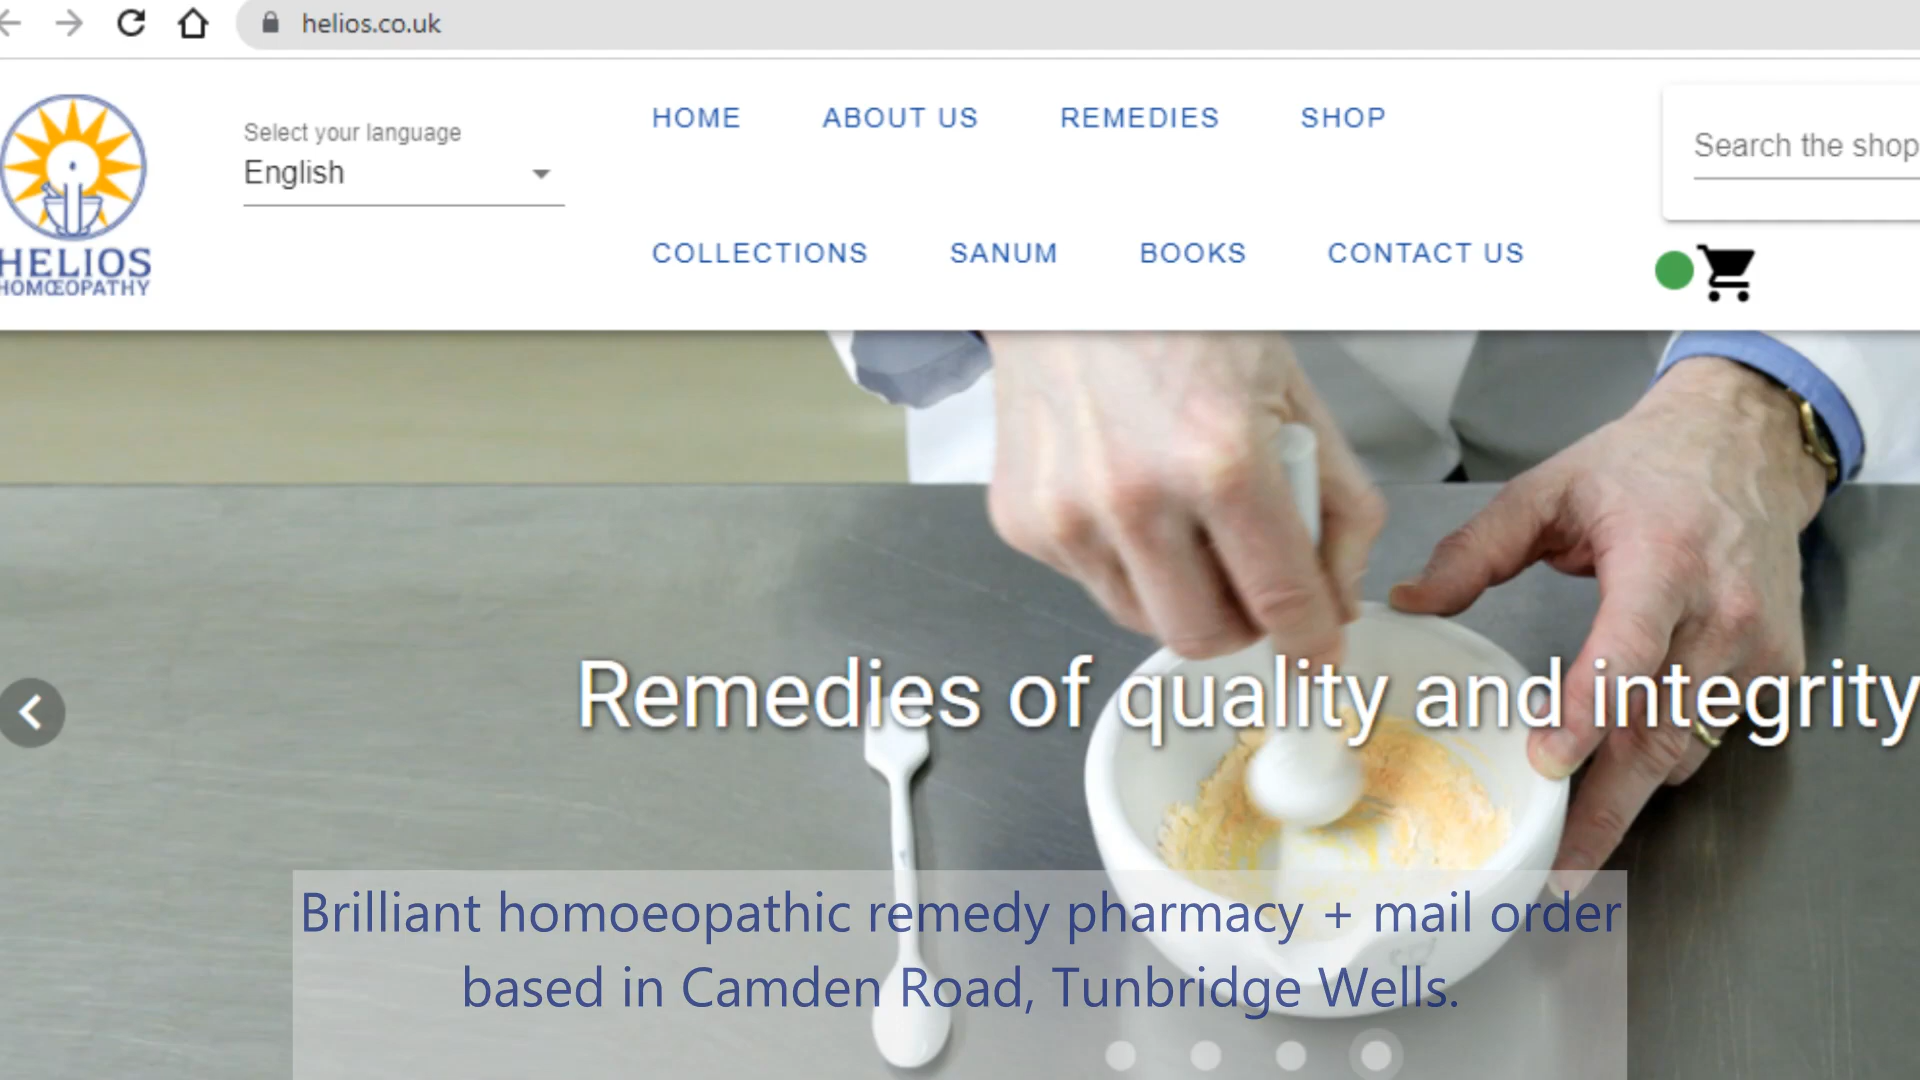 helios.co.uk
HELIOS
HOMŒOPATHY
Select your language
English
HOME ABOUT US REMEDIES SHOP
COLLECTIONS SANUM BOOKS CONTACT US
Search the shop
Remedies of quality and integrity
Brilliant homoeopathic remedy pharmacy + mail order
based in Camden Road, Tunbridge Wells.